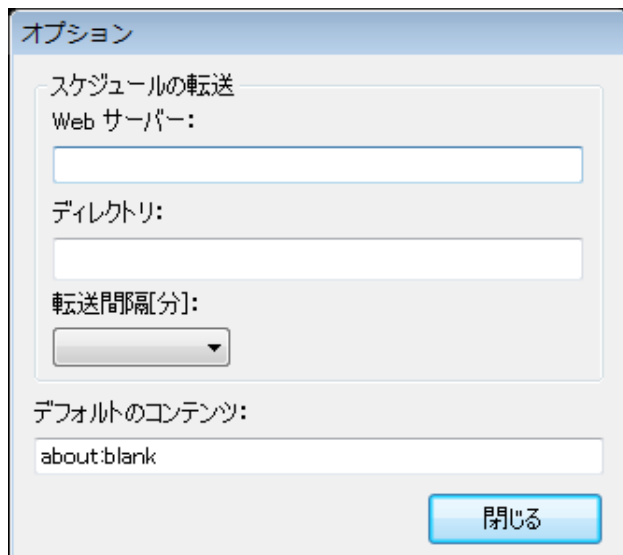 オプション
スケジュールの転送
Web サーバー:
ディレクトリ:
転送間隔[分]:
デフォルトのコンテンツ:
about:blank
閉じる